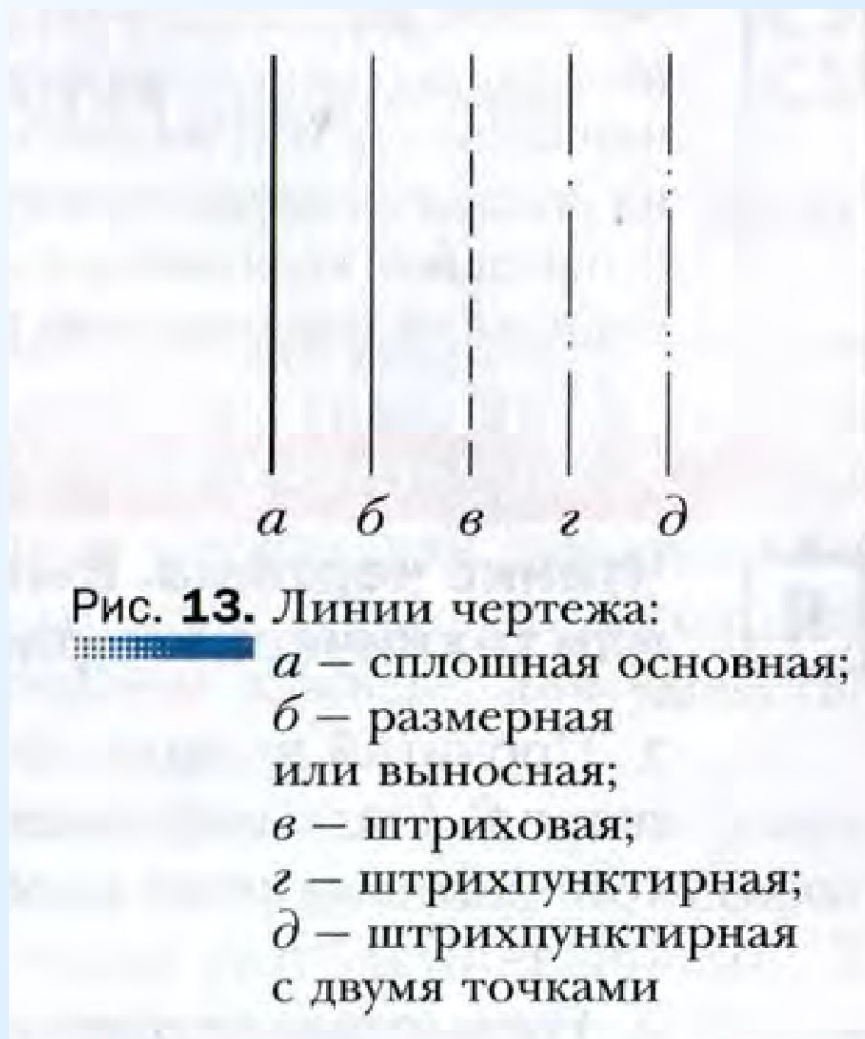 а б в г д
Рис. 13. Линии чертежа:
а — сплошная основная;
б — размерная
или выносная;
в — штриховая;
г — штрихпунктирная;
д — штрихпунктирная
с двумя точками